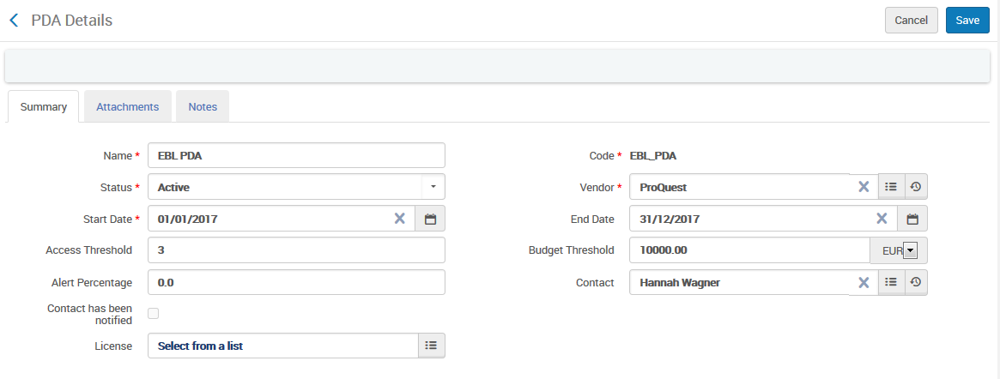 PDA Details
Cancel
Save
Summary
Attachments
Notes
Name * EBL PDA
Code * EBL_PDA
Status * Active
Vendor * ProQuest
Start Date * 01/01/2017
End Date 31/12/2017
Access Threshold 3
Budget Threshold 10000.00 EUR
Alert Percentage 0.0
Contact Hannah Wagner
Contact has been
notified
License Select from a list